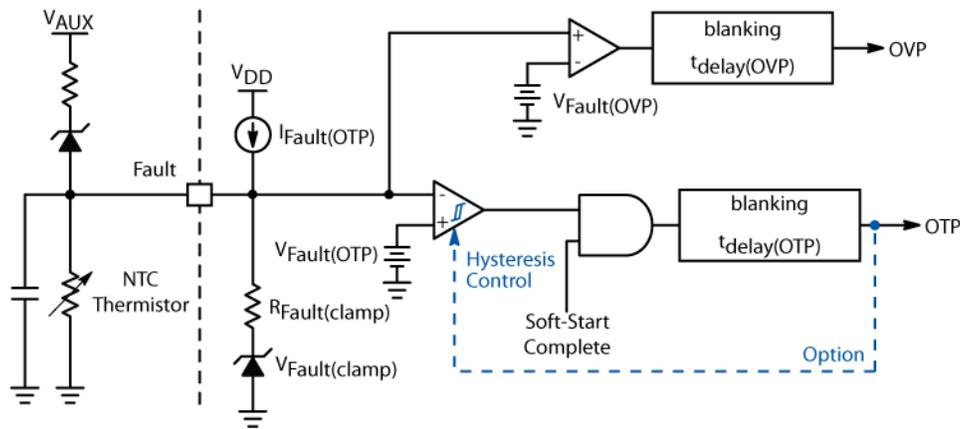 VAUX
VDD
IFault(OTP)
Fault
NTC
Thermistor
RFault(clamp)
VFault(clamp)
+
-
VFault(OVP)
blanking
tdelay(OVP)
OVP
-
+
VFault(OTP)
Hysteresis
Control
Soft-Start
Complete
blanking
tdelay(OTP)
OTP
Option